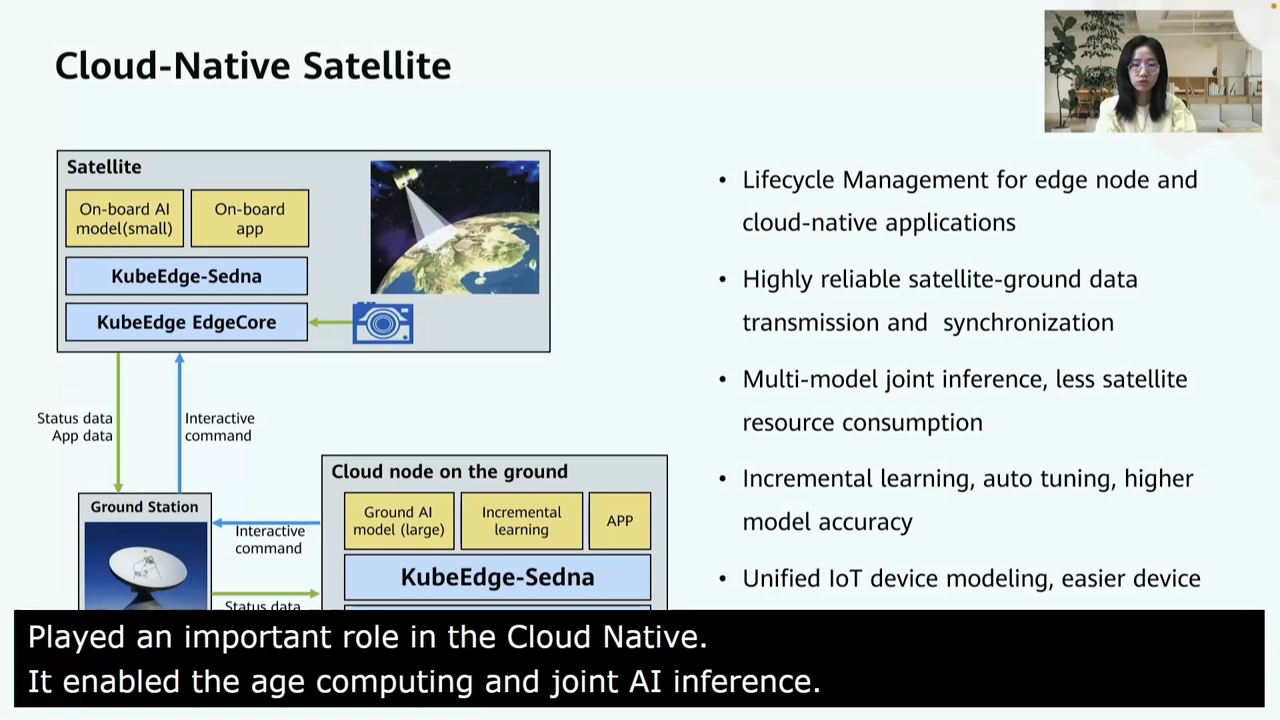 Cloud-Native Satellite
Satellite
On-board AI
model(small)
On-board
app
KubeEdge-Sedna
KubeEdge EdgeCore
Status data
App data
Interactive
command
Ground Station
Interactive
command
Status data
Cloud node on the ground
Ground AI
model (large)
Incremental
learning
APP
KubeEdge-Sedna
• Lifecycle Management for edge node and
cloud-native applications
• Highly reliable satellite-ground data
transmission and synchronization
• Multi-model joint inference, less satellite
resource consumption
• Incremental learning, auto tuning, higher
model accuracy
• Unified IoT device modeling, easier device
Played an important role in the Cloud Native.
It enabled the age computing and joint AI inference.